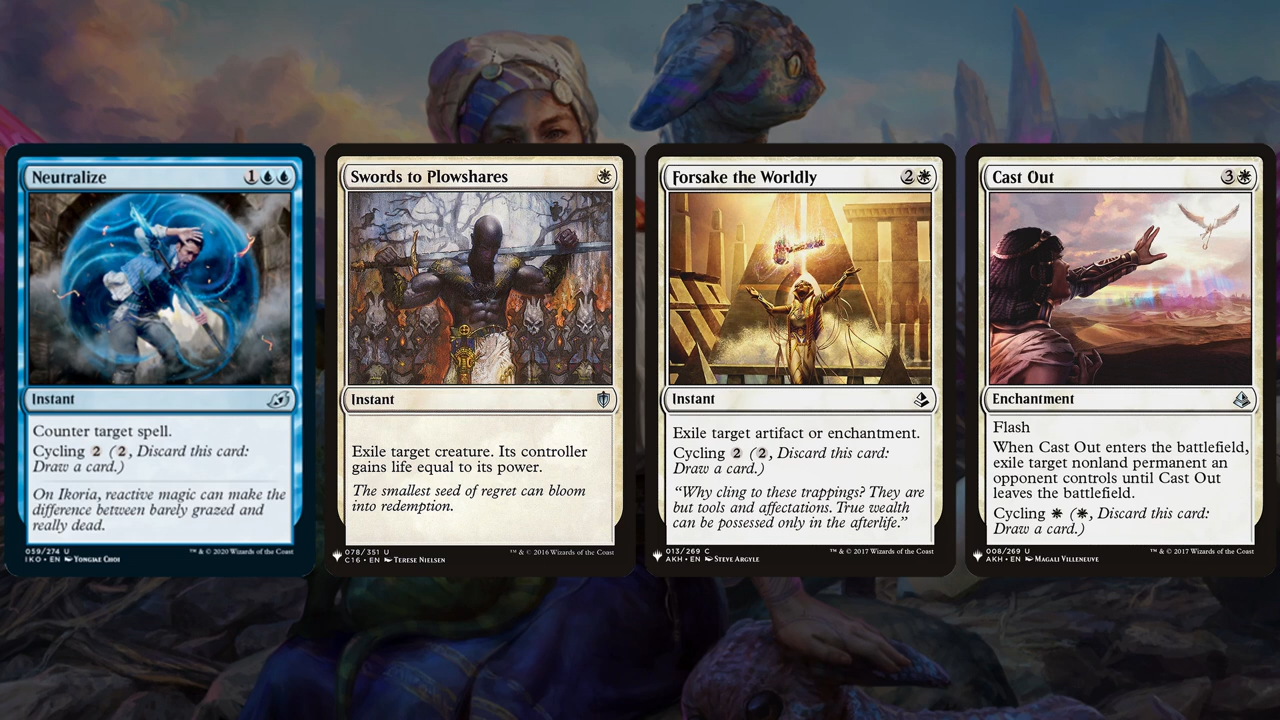 Neutralize 1
Instant
Counter target spell.
Cycling 2 (2, Discard this card:
Draw a card.)
On Ikoria, reactive magic can make the
difference between barely grazed and
really dead.
059/274 U
IKO • EN YONGJAE CHOI
™ & © 2020 Wizards of the Coast
Swords to Plowshares
Instant
Exile target creature. Its controller
gains life equal to its power.
The smallest seed of regret can bloom
into redemption.
078/351 U
C16 • EN TERESE NIELSEN
™ & © 2016 Wizards of the Coast
Forsake the Worldly 2
Instant
Exile target artifact or enchantment.
Cycling 2 (2, Discard this card:
Draw a card.)
“Why cling to these trappings? They are
but tools and affectations. True wealth
can be possessed only in the afterlife.”
013/269 C
AKH • EN STEVE ARGYLE
™ & © 2017 Wizards of the Coast
Cast Out 3
Enchantment
Flash
When Cast Out enters the battlefield,
exile target nonland permanent an
opponent controls until Cast Out
leaves the battlefield.
Cycling (, Discard this card:
Draw a card.)
008/269 U
AKH • EN MAGALI VILLENEUVE
™ & © 2017 Wizards of the Coast